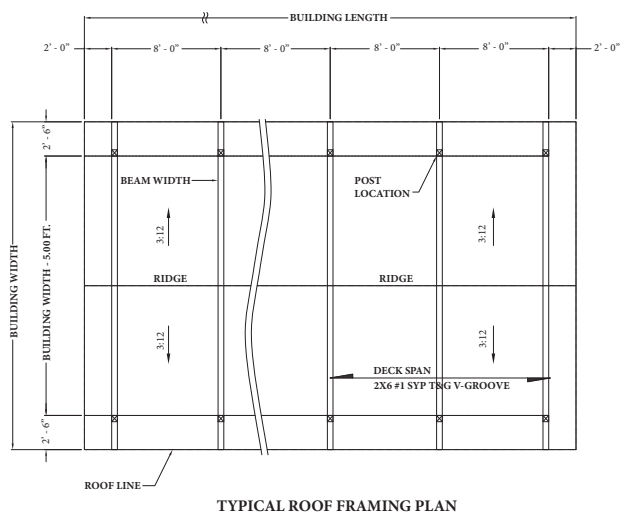 BUILDING LENGTH
2' - 0"
8' - 0"
8' - 0"
8' - 0"
8' - 0"
2' - 0"
2' - 6"
BEAM WIDTH
POST
LOCATION
3:12
3:12
BUILDING WIDTH
BUILDING WIDTH - 5.00 FT.
RIDGE
RIDGE
3:12
3:12
DECK SPAN
2X6 #1 SYP T&G V-GROOVE
2' - 6"
ROOF LINE
TYPICAL ROOF FRAMING PLAN